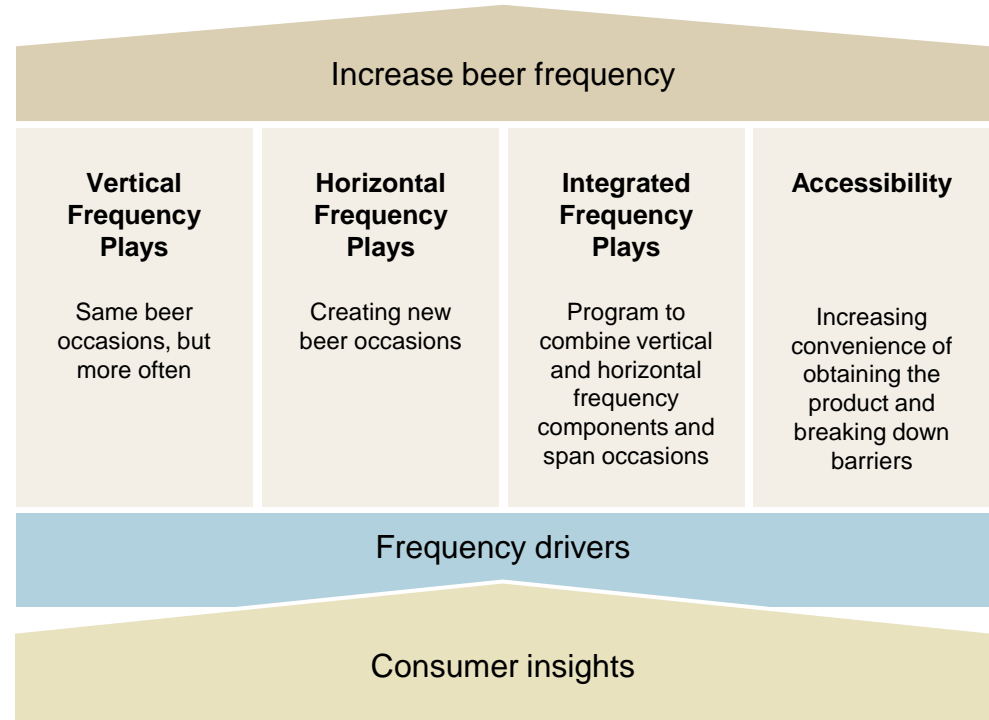 Increase beer frequency
Vertical
Frequency
Plays
Same beer
occasions, but
more often
Horizontal
Frequency
Plays
Creating new
beer occasions
Integrated
Frequency
Plays
Program to
combine vertical
and horizontal
frequency
components and
span occasions
Accessibility
Increasing
convenience of
obtaining the
product and
breaking down
barriers
Frequency drivers
Consumer insights